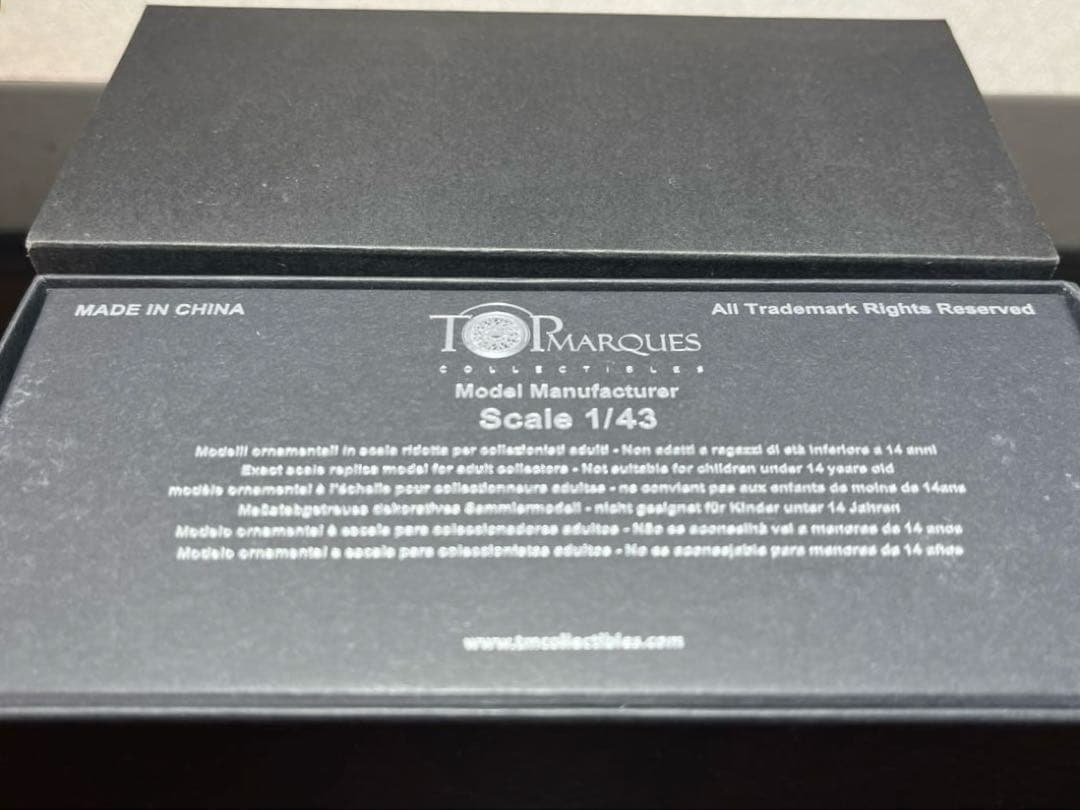 MADE IN CHINA
All Trademark Rights Reserved
TOPMARQUES
COLLECTIBLES
Model Manufacturer
Scale 1/43
Modelli ornamentali in scala ridotta per collezionisti adulti - Non adatti a ragazzi di età inferiore a 14 anni
Exact scale replica model for adult collectors - Not suitable for children under 14 years old
modèle ornamental à l'échelle pour collectionneurs adultes - ne convient pas aux enfants de moins de 14ans
Maßstabgetreues dekoratives Sammlermodell - nicht geeignet für Kinder unter 14 Jahren
Modelo ornamental à escala para coleccionadores adultos - Não se a menores de 14 anos
Modelo ornamental a escala para coleccionistas adultos - No es aconsejable para menores de 14 años
www.tmcollectibles.com